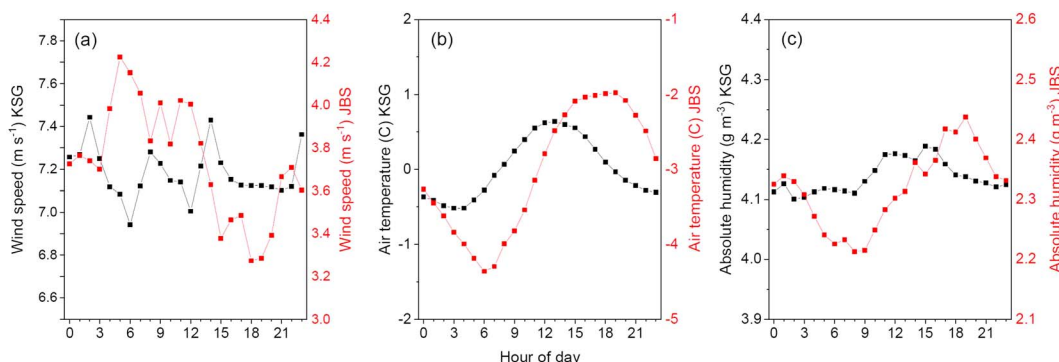 (a)
Wind speed (m s⁻¹) KSG
7.8
7.6
7.4
7.2
7.0
6.8
6.6
4.4
4.2
4.0
3.8
3.6
3.4
3.2
3.0
Wind speed (m s⁻¹) JBS
0 3 6 9 12 15 18 21
(b)
Air temperature (C) KSG
2
1
0
-1
-2
-1
-2
-3
-4
-5
Air temperature (C) JBS
0 3 6 9 12 15 18 21
Hour of day
(c)
Absolute humidity (g m⁻³) KSG
4.4
4.3
4.2
4.1
4.0
3.9
2.6
2.5
2.4
2.3
2.2
2.1
Absolute humidity (g m⁻³) JBS
0 3 6 9 12 15 18 21